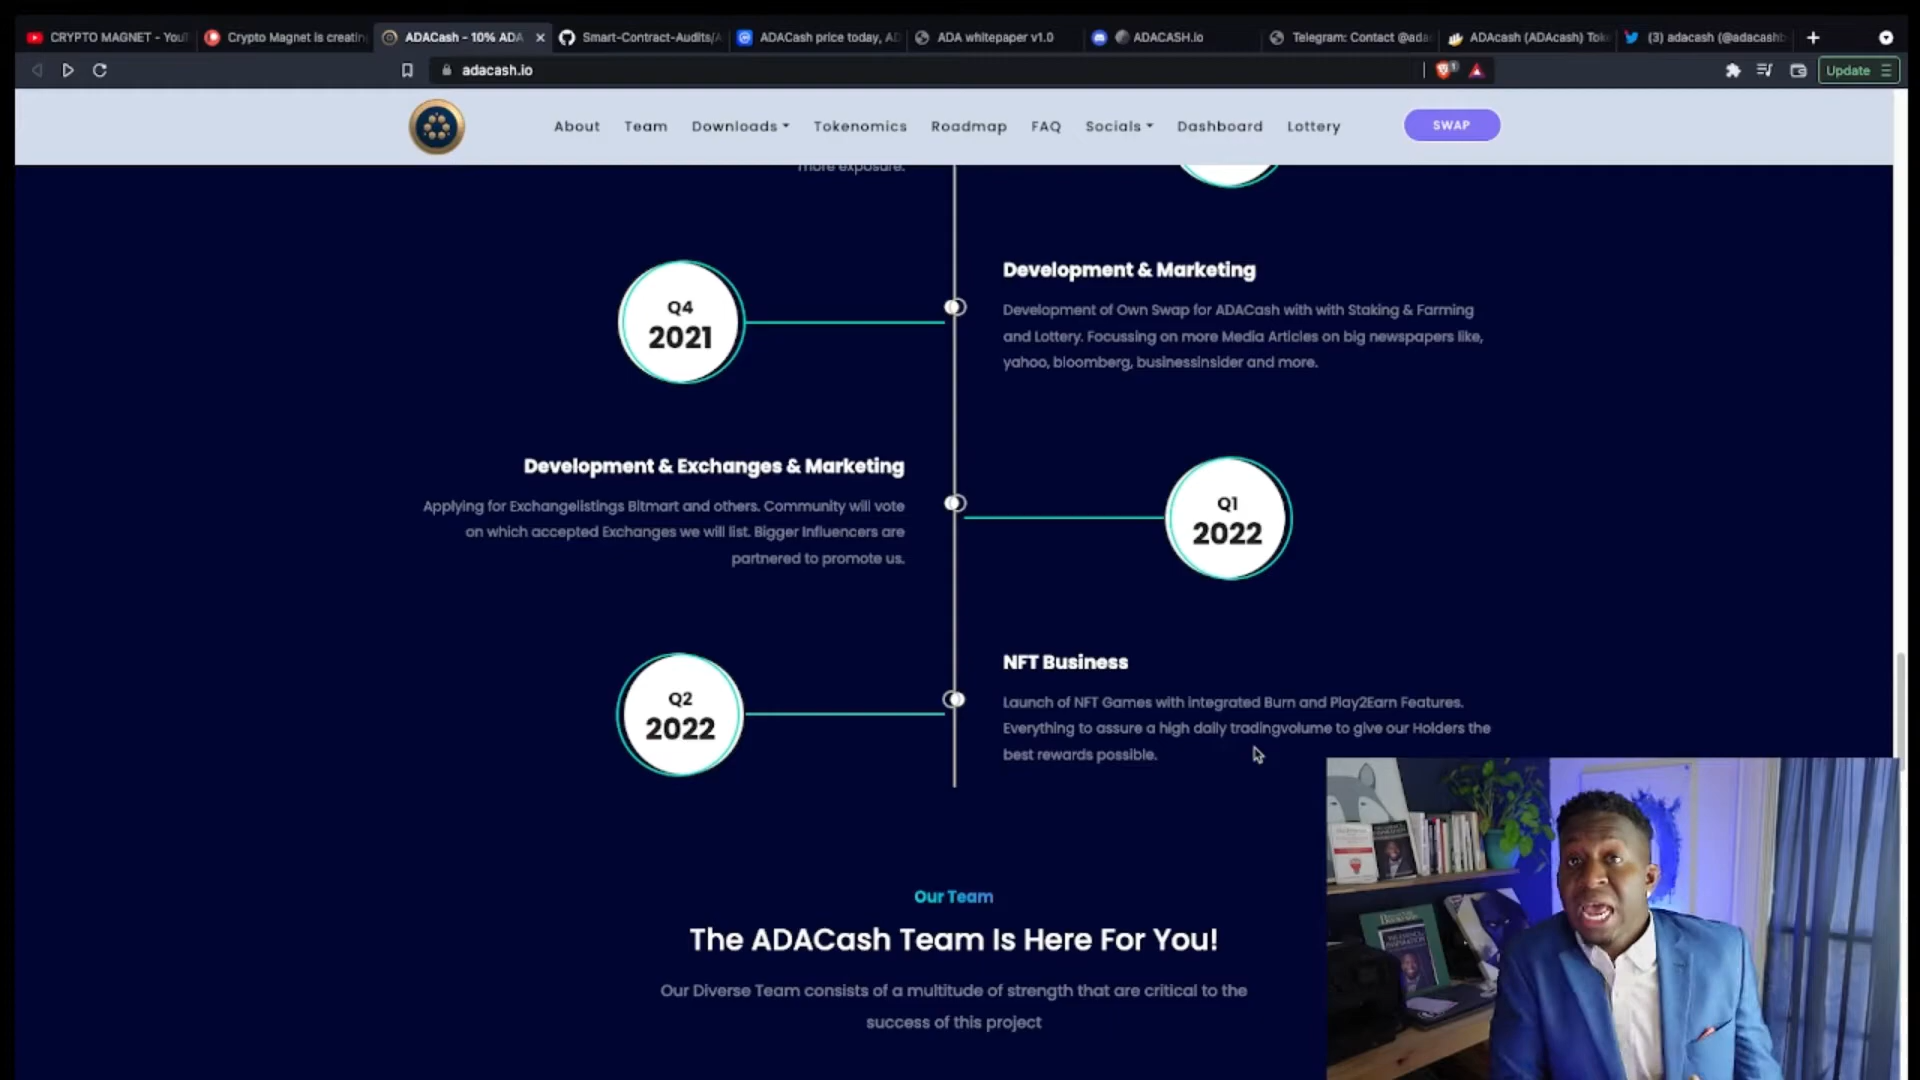 CRYPTO MAGNET - You
Crypto Magnet is creatin
ADACash - 10% ADA
Smart-Contract-Audits/A
ADACash price today, AD
ADA whitepaper v1.0
ADACASH.io
Telegram: Contact @ada
ADAcash (ADAcash) Tok
(3) adacash (@adacash
adacash.io
Update
About
Team
Downloads
Tokenomics
Roadmap
FAQ
Socials
Dashboard
Lottery
SWAP
more exposure.
Q4
2021
Development & Marketing
Development of Own Swap for ADACash with with Staking & Farming
and Lottery. Focussing on more Media Articles on big newspapers like,
yahoo, bloomberg, businessinsider and more.
Development & Exchanges & Marketing
Applying for Exchangelistings Bitmart and others. Community will vote
on which accepted Exchanges we will list. Bigger Influencers are
partnered to promote us.
Q1
2022
Q2
2022
NFT Business
Launch of NFT Games with integrated Burn and Play2Earn Features.
Everything to assure a high daily tradingvolume to give our Holders the
best rewards possible.
Our Team
The ADACash Team Is Here For You!
Our Diverse Team consists of a multitude of strength that are critical to the
success of this project